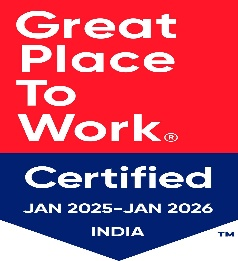 Great
Place
To
Work®
Certified
JAN 2025–JAN 2026
INDIA
™